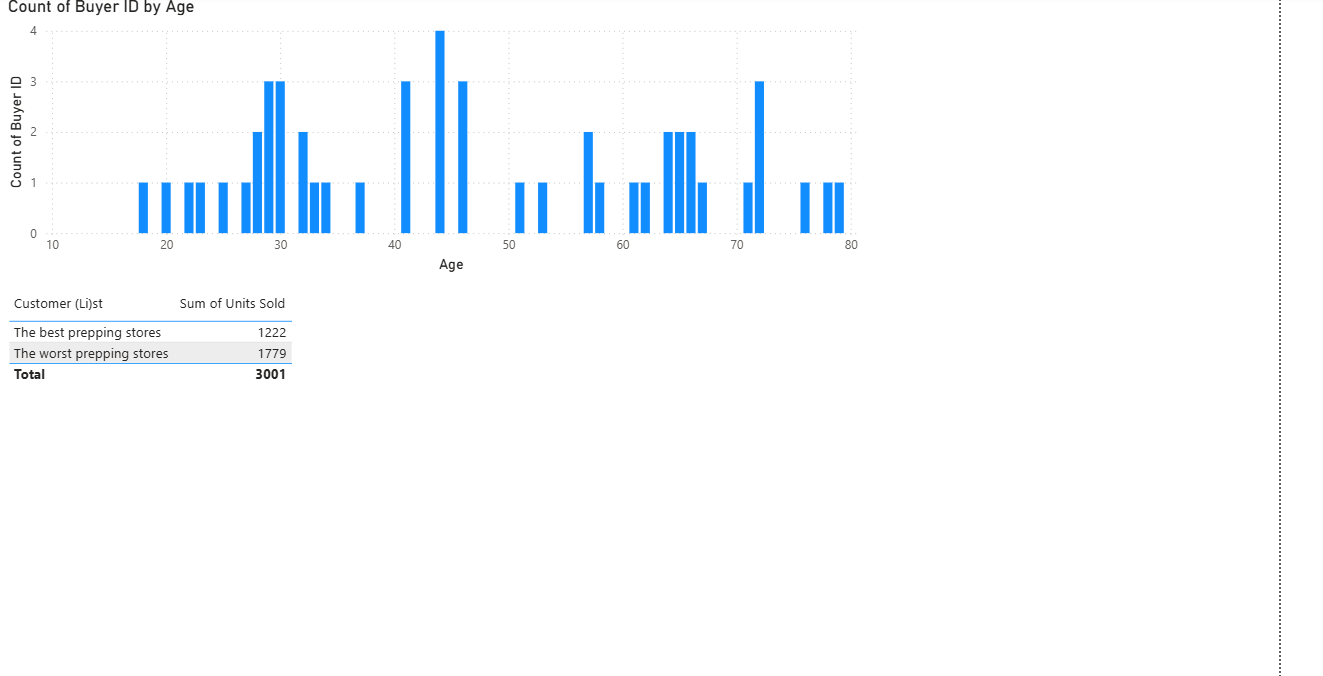 Count of Buyer ID by Age
Count of Buyer ID
4
3
2
1
0
10 20 30 40 50 60 70 80
Age
Customer (Li)st Sum of Units Sold
The best prepping stores 1222
The worst prepping stores 1779
Total 3001